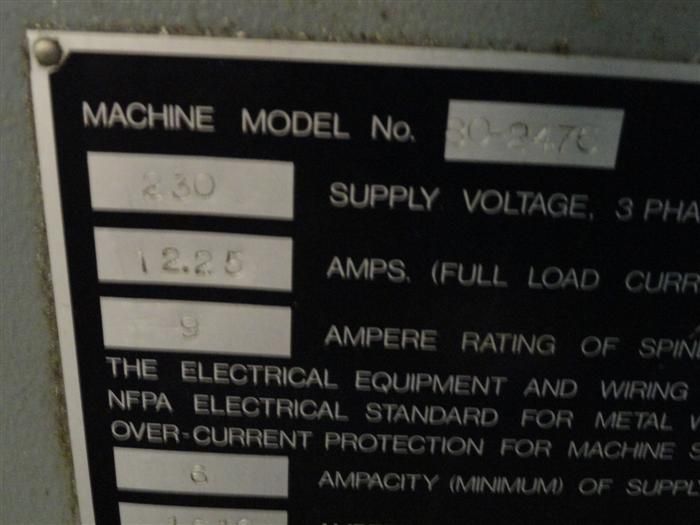 MACHINE MODEL No.
230 SUPPLY VOLTAGE, 3 PHA
12.25 AMPS. (FULL LOAD CURR
9 AMPERE RATING OF SPIN
THE ELECTRICAL EQUIPMENT AND WIRING
NFPA ELECTRICAL STANDARD FOR METAL W
OVER-CURRENT PROTECTION FOR MACHINE S
6 AMPACITY (MINIMUM) OF SUPPL